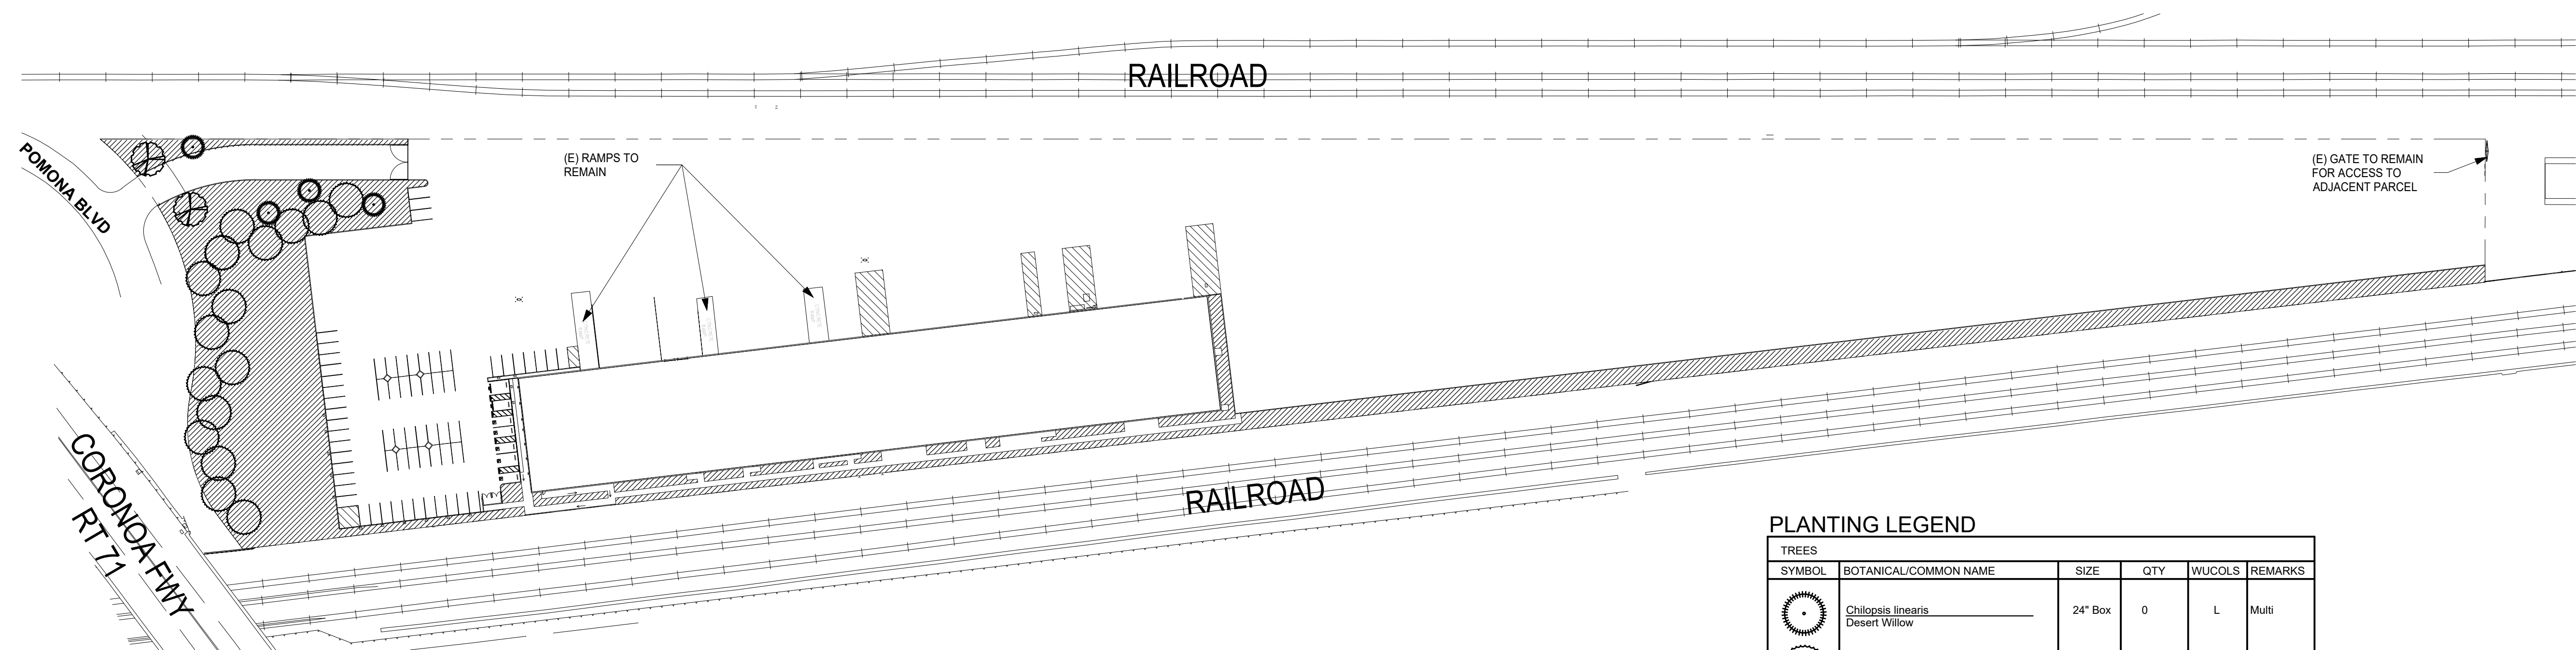 RAILROAD
POMONA BLVD
(E) RAMPS TO
REMAIN
(E) GATE TO REMAIN
FOR ACCESS TO
ADJACENT PARCEL
CORONOA FWY
RT 71
RAILROAD
PLANTING LEGEND
TREES
SYMBOL BOTANICAL/COMMON NAME SIZE QTY WUCOLS REMARKS
Chilopsis linearis
Desert Willow
24" Box 0 L Multi